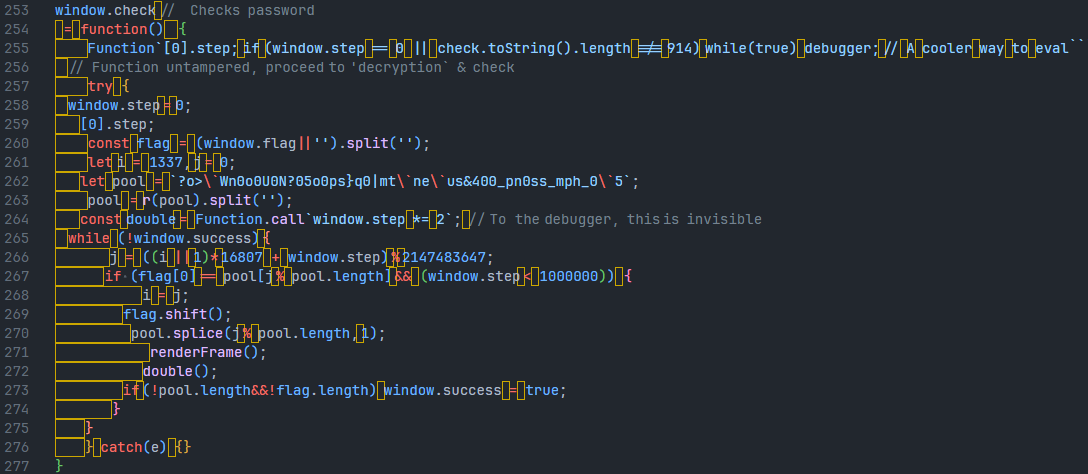 253 window.check // Checks password
254 = function() {
255 Function`[0].step; if (window.step == 0 || check.toString().length !== 914) while(true) debugger; // A cooler way to eval``
256 // Function untampered, proceed to 'decryption` & check
257 try {
258 window.step = 0;
259 [0].step;
260 const flag = (window.flag||'').split('');
261 let i = 1337, j = 0;
262 let pool = `?o>\`Wn0o0U0N?05o0ps}q0|mt\`ne\`us&400_pn0ss_mph_0\`5`;
263 pool = r(pool).split('');
264 const double = Function.call`window.step *= 2`; // To the debugger, this is invisible
265 while (!window.success) {
266 j = ((i || 1)* 16807 + window.step) % 2147483647;
267 if (flag[0] == pool[j % pool.length] && (window.step < 1000000)) {
268 i = j;
269 flag.shift();
270 pool.splice(j % pool.length, 1);
271 renderFrame();
272 double();
273 if (!pool.length&&!flag.length) window.success = true;
274 }
275 }
276 } catch(e) {}
277 }